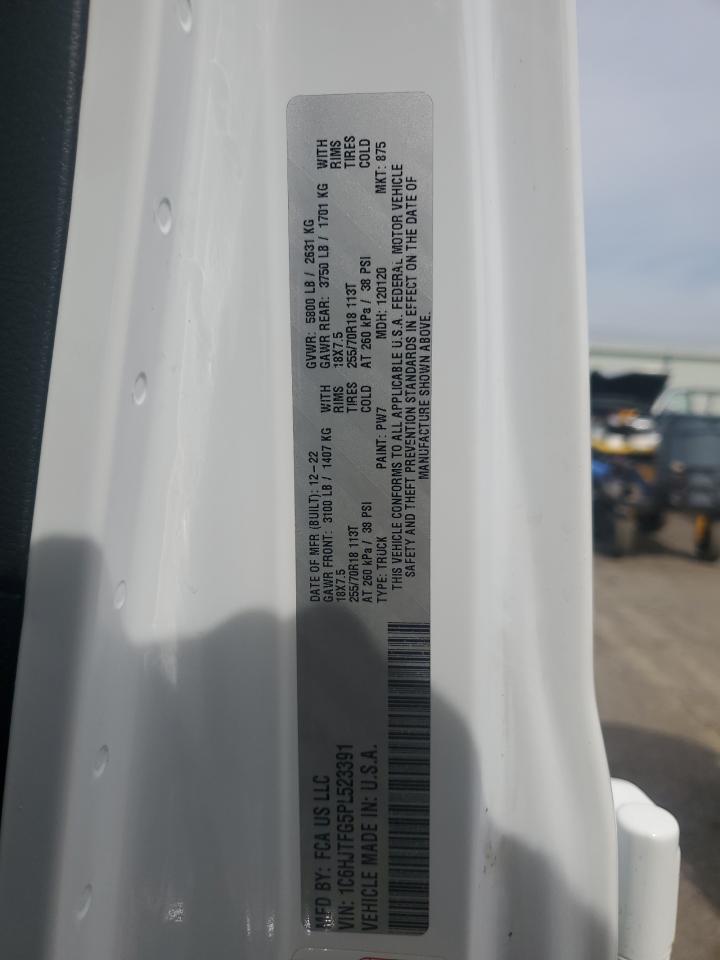 MFD BY: FCA US LLC
VIN: 1C6HJTFG5PL523391
VEHICLE MADE IN: U.S.A.
DATE OF MFR (BUILT): 12-22 GVWR: 5800 LB / 2631 KG
GAWR FRONT: 3100 LB / 1407 KG WITH GAWR REAR: 3750 LB / 1701 KG WITH
18X7.5 RIMS 18X7.5 RIMS
255/70R18 113T TIRES 255/70R18 113T TIRES
AT 260 kPa / 38 PSI COLD AT 260 kPa / 38 PSI COLD
TYPE: TRUCK PAINT: PW7 MDH: 120120 MKT: 875
THIS VEHICLE CONFORMS TO ALL APPLICABLE U.S.A. FEDERAL MOTOR VEHICLE
SAFETY AND THEFT PREVENTION STANDARDS IN EFFECT ON THE DATE OF
MANUFACTURE SHOWN ABOVE.